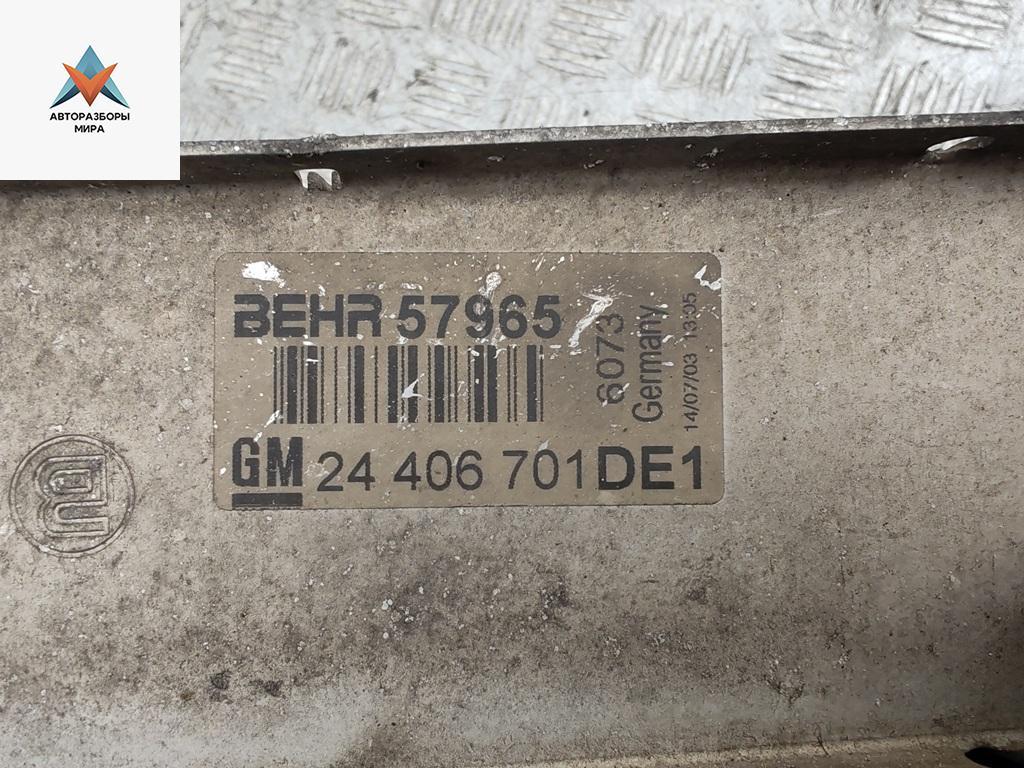 АВТОРАЗБОРЫ
МИРА
BEHR 57965
6073
Germany
14/07/03 13:05
GM 24 406 701 DE1